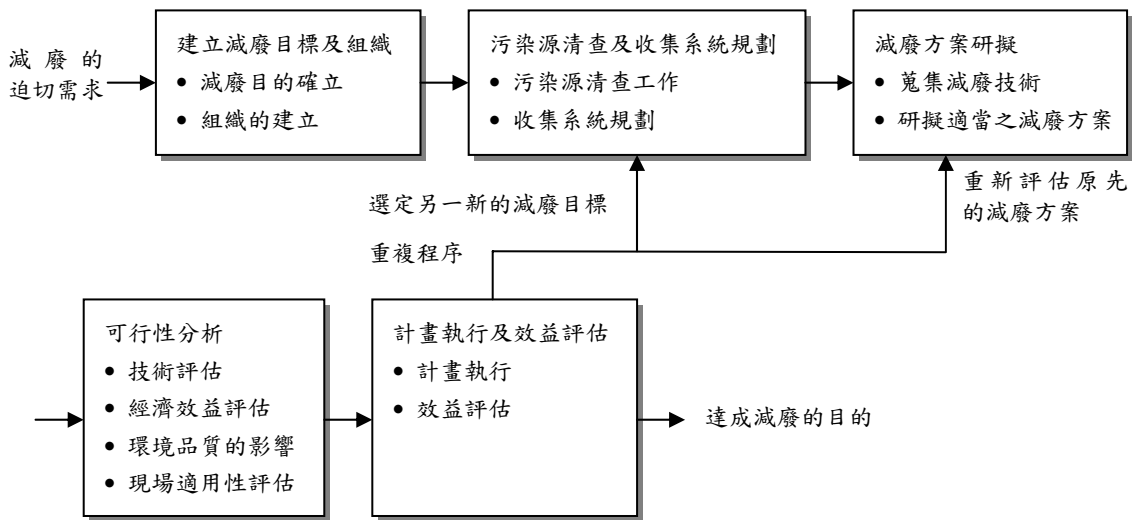 減廢的
迫切需求
建立減廢目標及組織
• 減廢目的確立
• 組織的建立
污染源清查及收集系統規劃
• 污染源清查工作
• 收集系統規劃
減廢方案研擬
• 蒐集減廢技術
• 研擬適當之減廢方案
選定另一新的減廢目標
重複程序
重新評估原先
的減廢方案
可行性分析
• 技術評估
• 經濟效益評估
• 環境品質的影響
• 現場適用性評估
計畫執行及效益評估
• 計畫執行
• 效益評估
達成減廢的目的